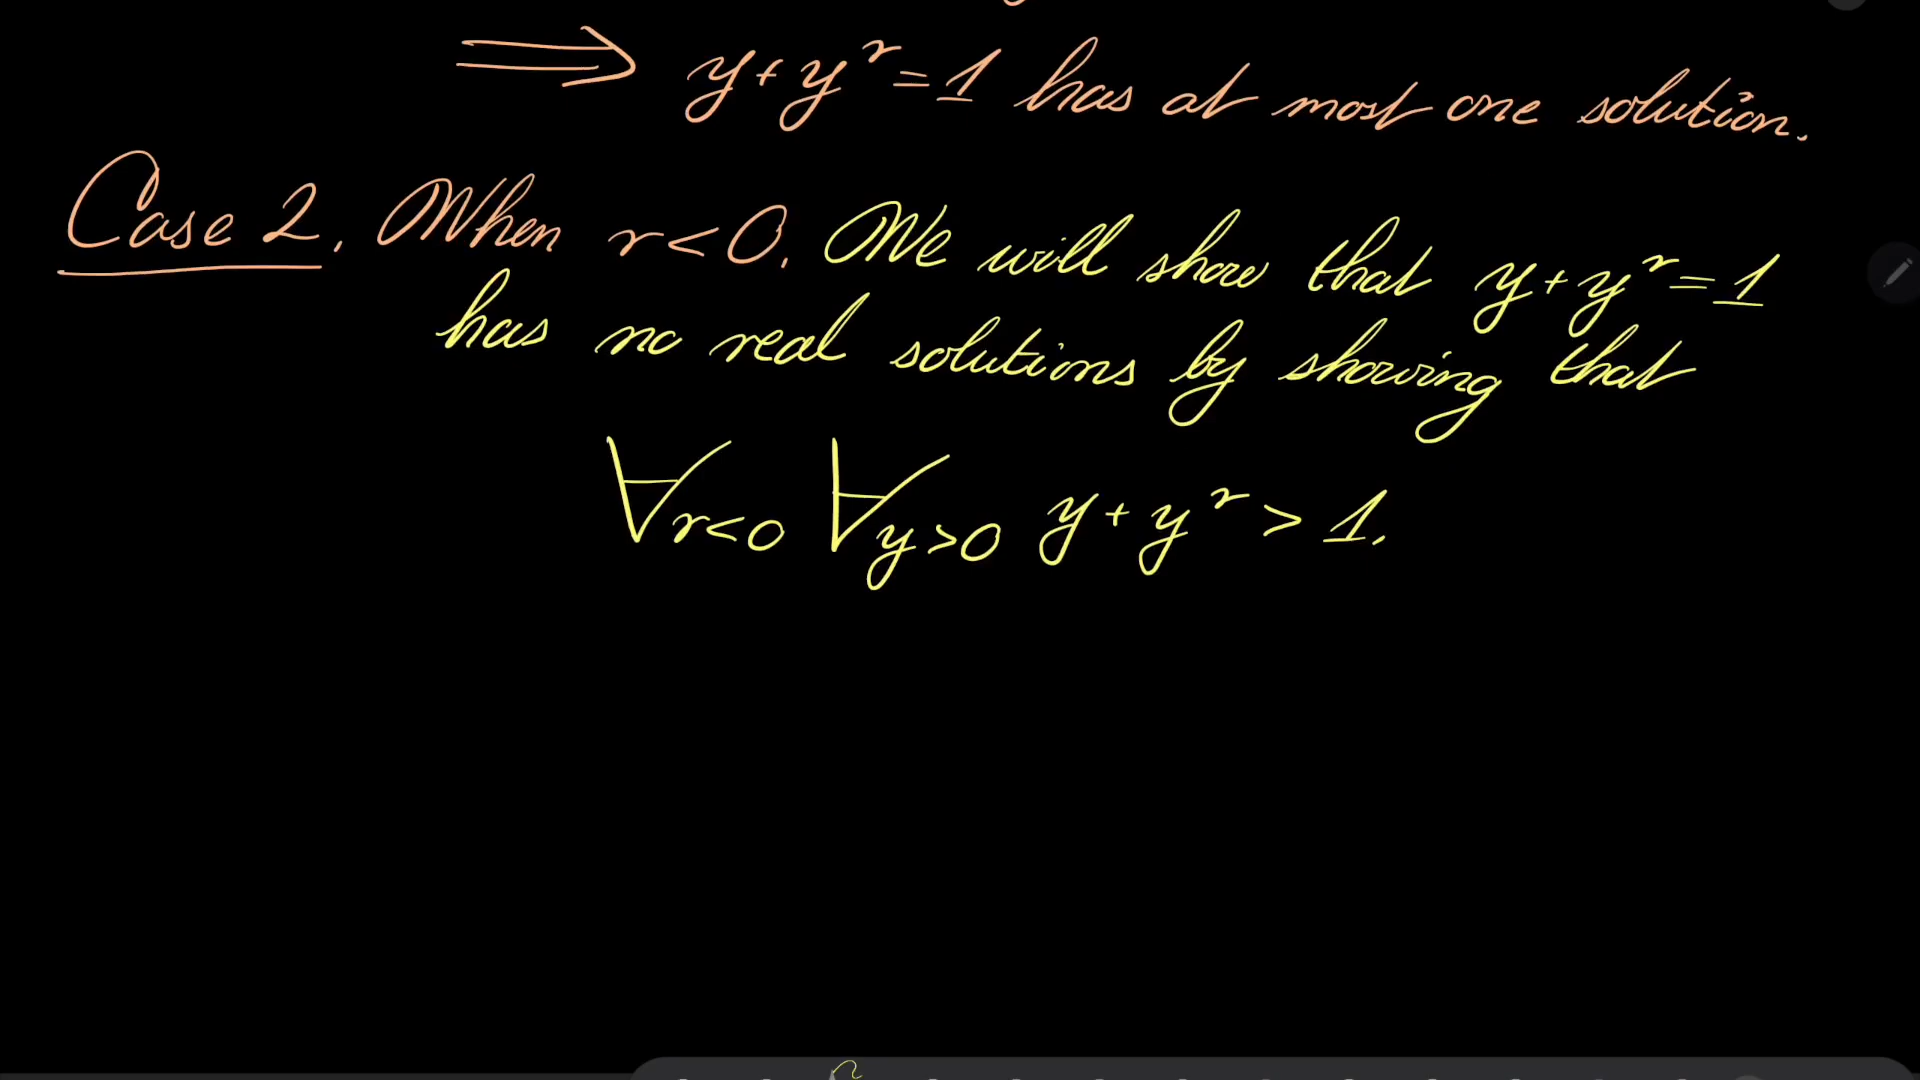 ⟹ y + y^r = 1 has at most one solution.
Case 2. When r < 0. We will show that y + y^r = 1
has no real solutions by showing that
∀r<0 ∀y>0 y + y^r > 1.